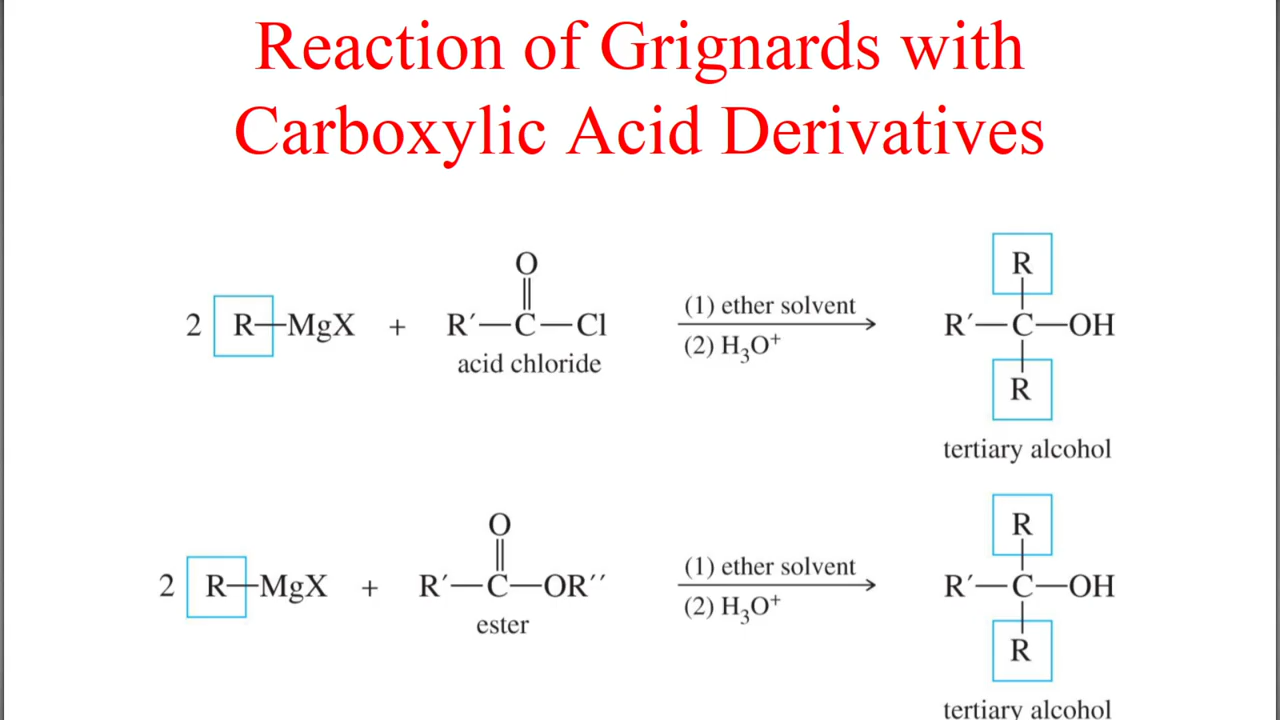 Reaction of Grignards with
Carboxylic Acid Derivatives
O
R
2 R—MgX + R′—C—Cl (1) ether solvent R′—C—OH
(2) H₃O⁺
acid chloride
R
tertiary alcohol
O
R
2 R—MgX + R′—C—OR′′ (1) ether solvent R′—C—OH
(2) H₃O⁺
ester
R
tertiary alcohol